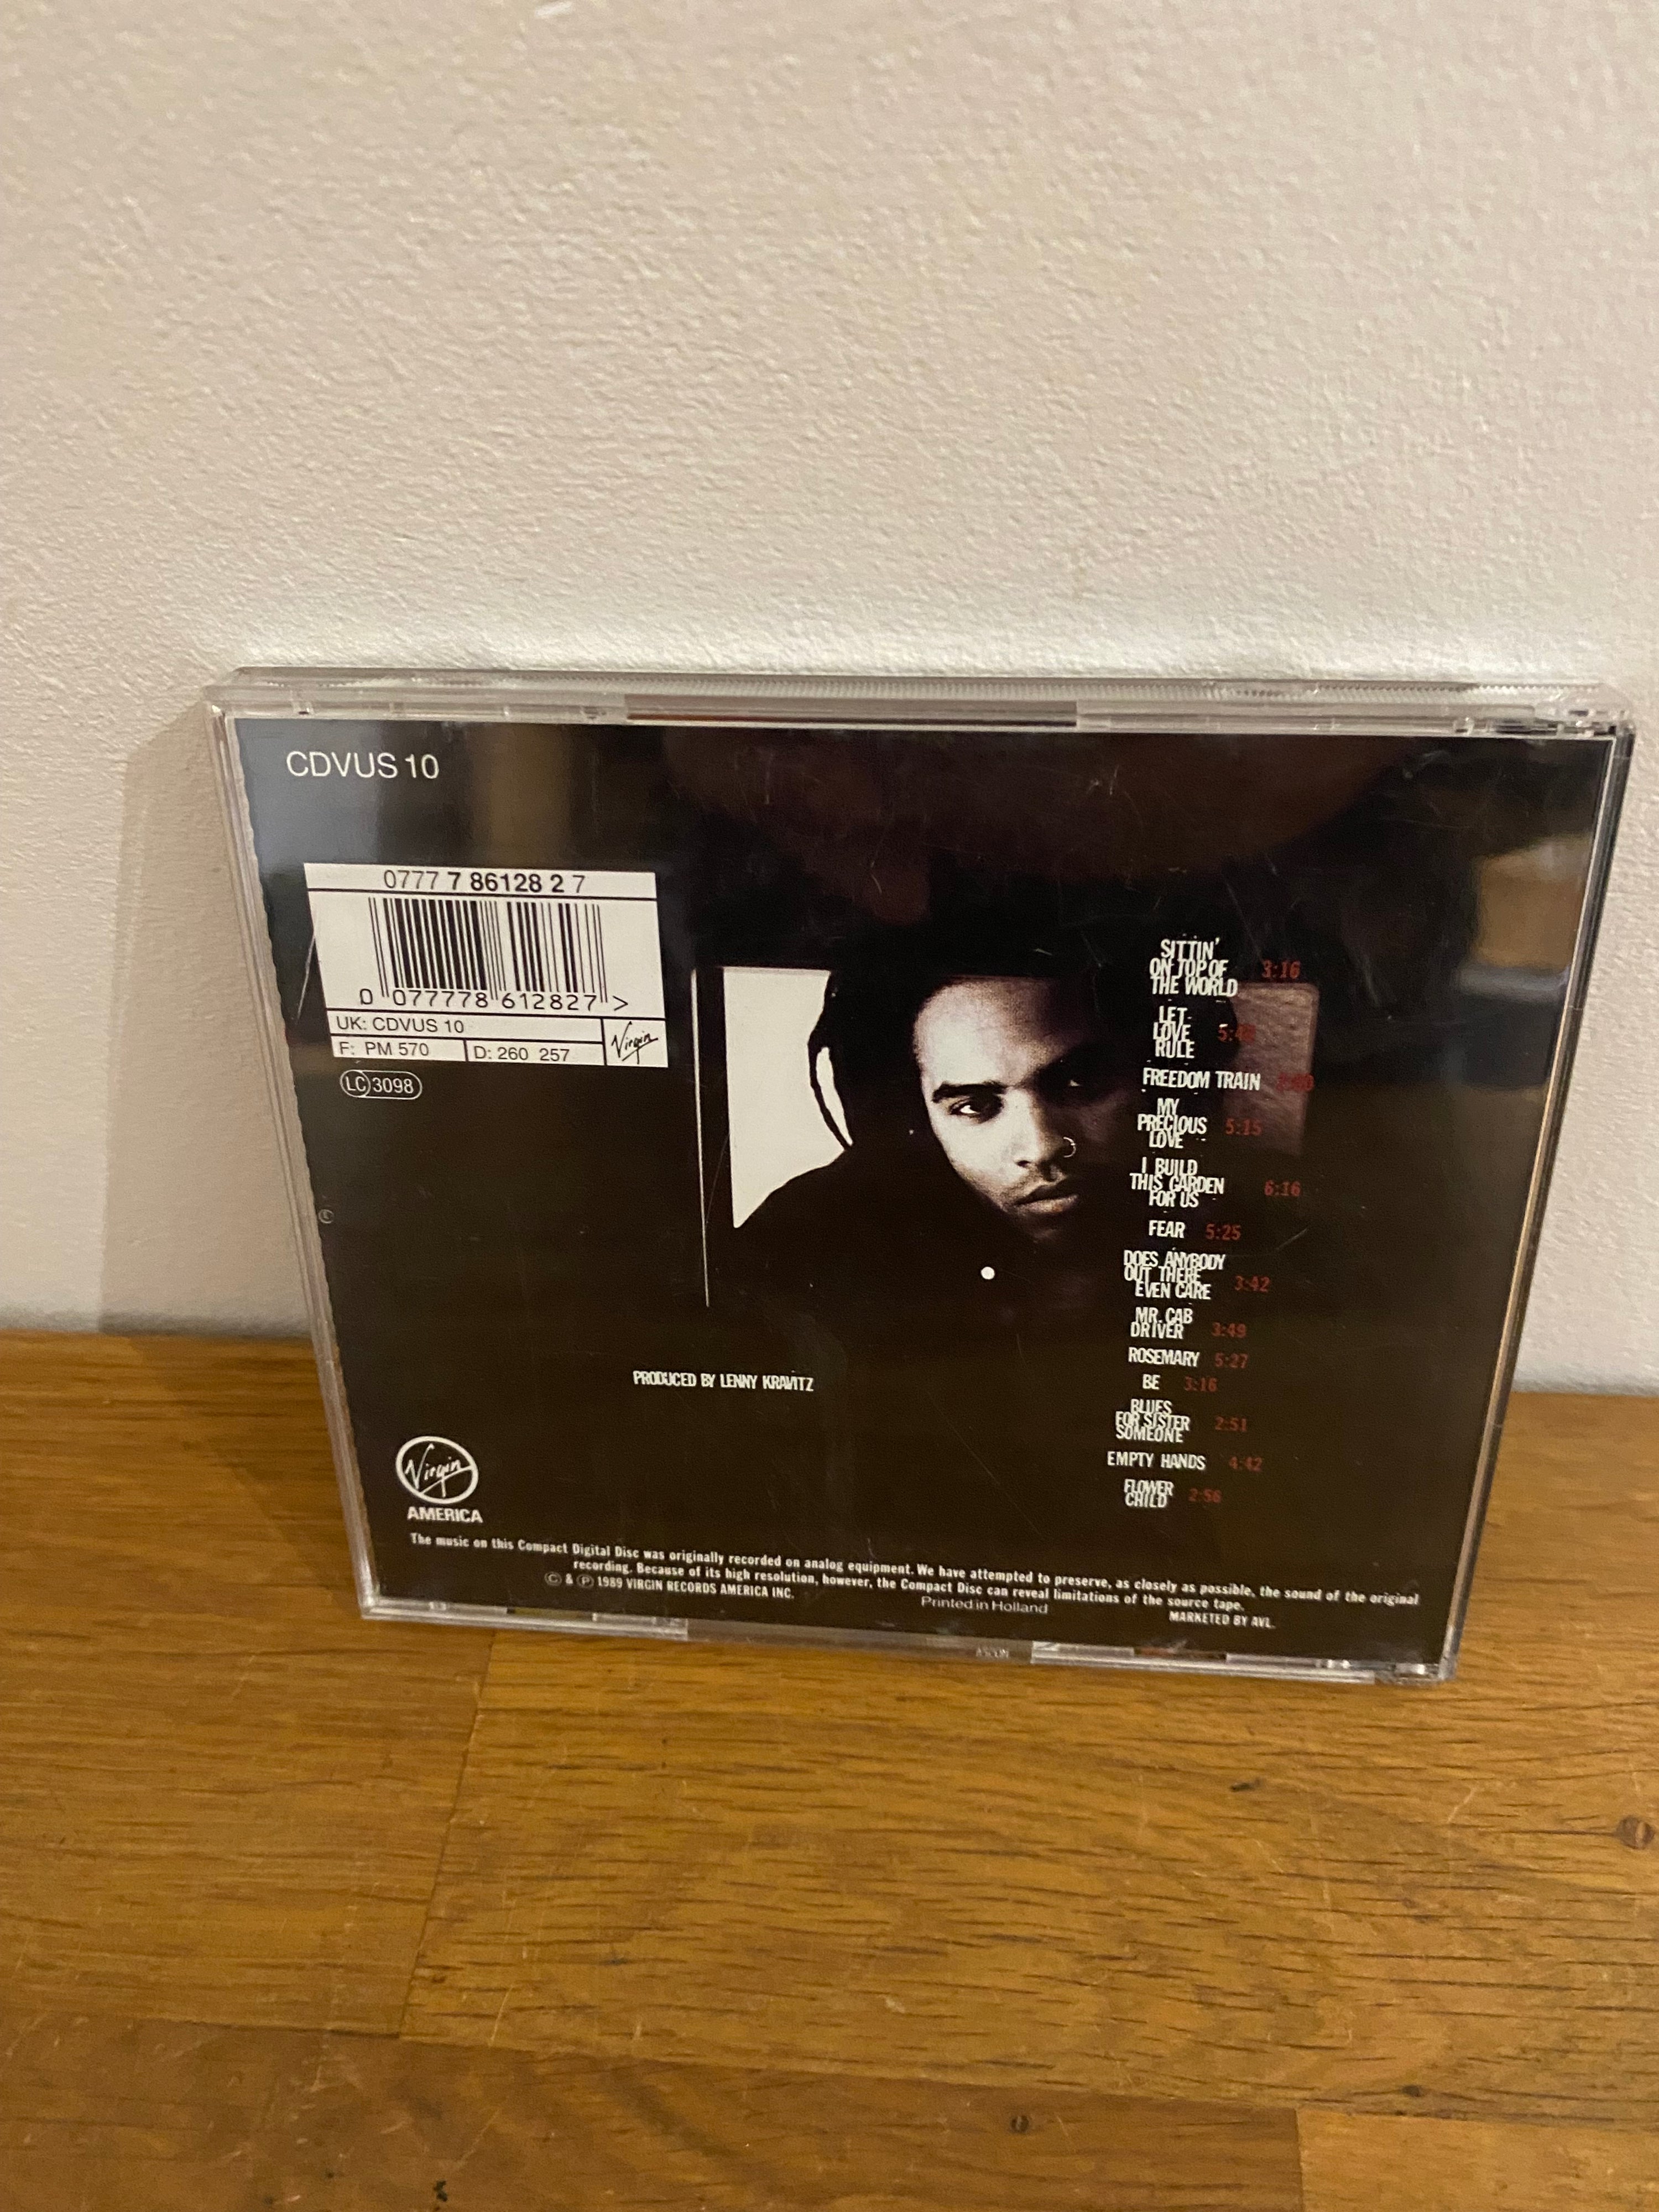 CDVUS 10
0777 7 86128 2 7
0 077778 612827 >
UK: CDVUS 10
F: PM 570
D: 260 257
Virgin
LC 3098
SITTIN'
ON TOP OF
THE WORLD
3:16
LET
LOVE
RULE
FREEDOM TRAIN
MY
PRECIOUS
LOVE
5:15
I BUILD
THIS GARDEN
FOR US
6:16
FEAR 5:25
DOES ANYBODY
OUT THERE
EVEN CARE
3:42
MR. CAB
DRIVER
3:49
ROSEMARY 5:27
BE 3:16
BLUES
FOR SISTER
SOMEONE
2:51
EMPTY HANDS 4:42
FLOWER
CHILD
2:56
PRODUCED BY LENNY KRAVITZ
Virgin
AMERICA
The music on this Compact Digital Disc was originally recorded on analog equipment. We have attempted to preserve, as closely as possible, the sound of the original
recording. Because of its high resolution, however, the Compact Disc can reveal limitations of the source tape.
© & ℗ 1989 VIRGIN RECORDS AMERICA INC.
Printed in Holland
MARKETED BY AVL.